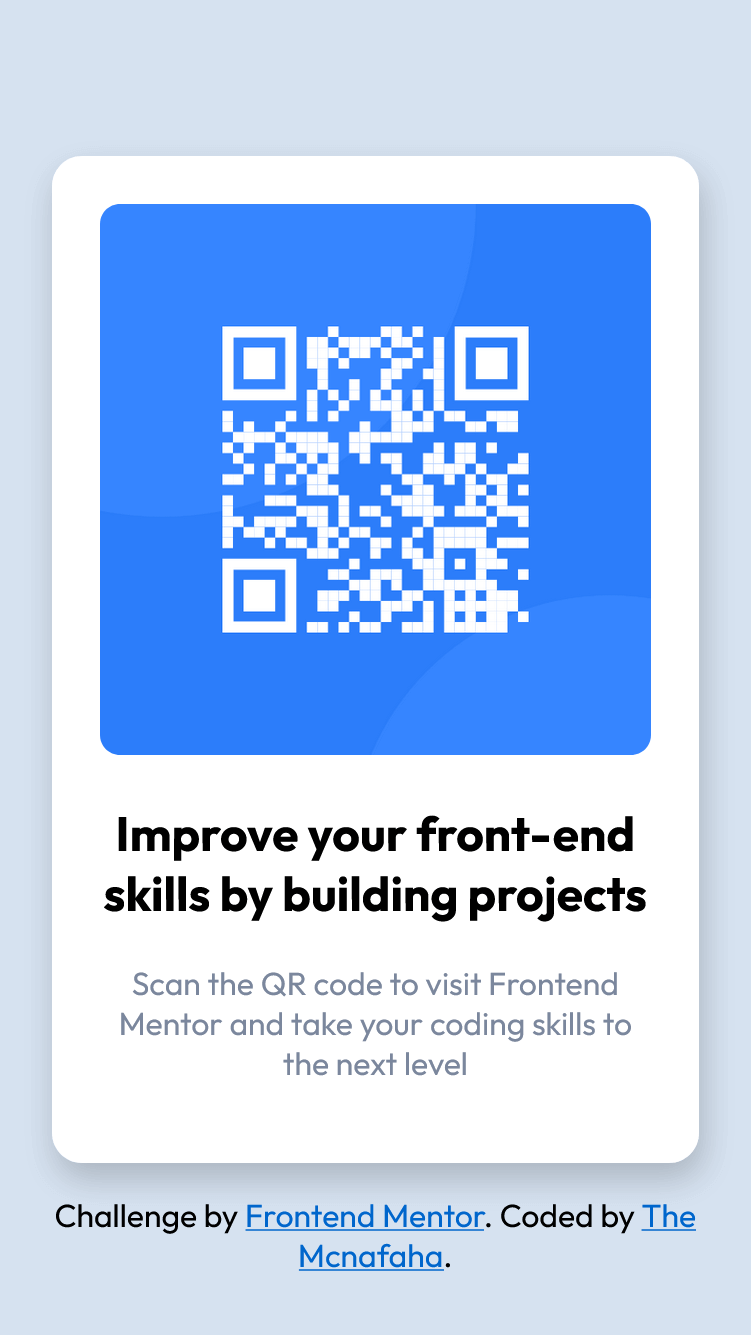 Improve your front-end
skills by building projects
Scan the QR code to visit Frontend
Mentor and take your coding skills to
the next level
Challenge by Frontend Mentor. Coded by The
Mcnafaha.